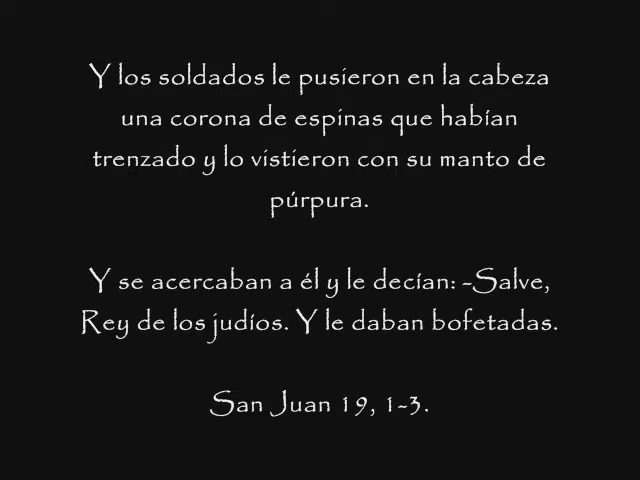 Y los soldados le pusieron en la cabeza
una corona de espinas que habían
trenzado y lo vistieron con su manto de
púrpura.
Y se acercaban a él y le decían: -Salve,
Rey de los judíos. Y le daban bofetadas.
San Juan 19, 1-3.